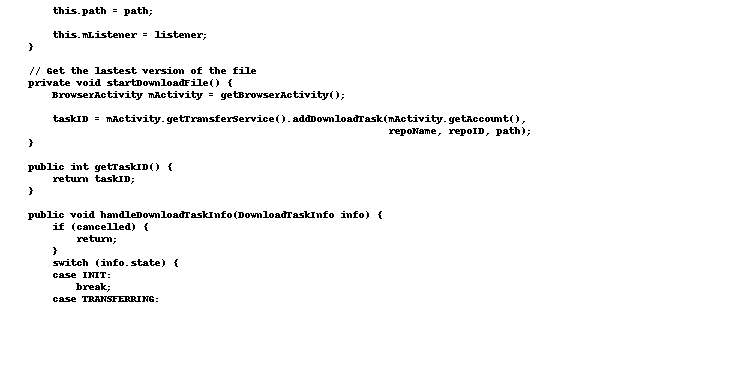 this.path = path;

this.mListener = listener;
}

// Get the lastest version of the file
private void startDownloadFile() {
BrowserActivity mActivity = getBrowserActivity();

taskID = mActivity.getTransferService().addDownloadTask(mActivity.getAccount(),
repoName, repoID, path);
}

public int getTaskID() {
return taskID;
}

public void handleDownloadTaskInfo(DownloadTaskInfo info) {
if (cancelled) {
return;
}
switch (info.state) {
case INIT:
break;
case TRANSFERRING: